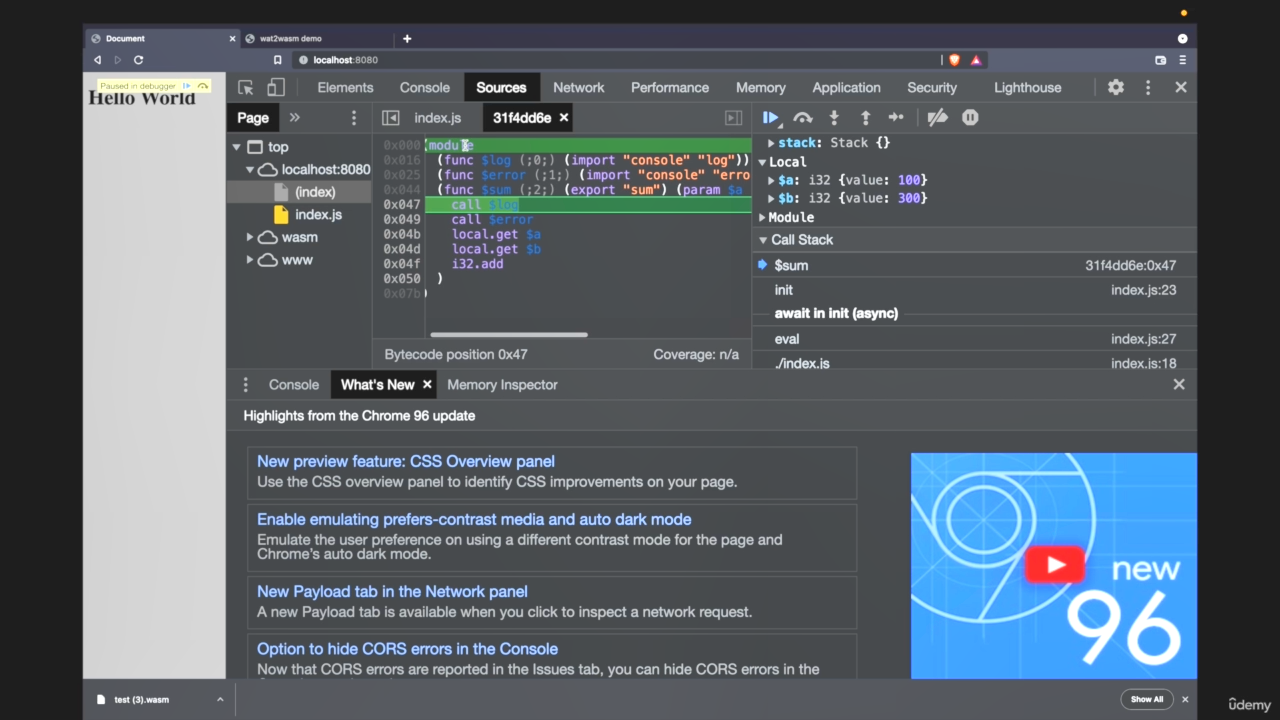 Document
wat2wasm demo
localhost:8080
Paused in debugger
Hello World
Elements Console Sources Network Performance Memory Application Security Lighthouse
Page » index.js 31f4dd6e
top
localhost:8080
(index)
index.js
wasm
www
0x000 (module
0x016 (func $log (;0;) (import "console" "log"))
0x025 (func $error (;1;) (import "console" "erro
0x044 (func $sum (;2;) (export "sum") (param $a
0x047 call $log
0x049 call $error
0x04b local.get $a
0x04d local.get $b
0x04f i32.add
0x050 )
0x07b )
Bytecode position 0x47 Coverage: n/a
stack: Stack {}
Local
$a: i32 {value: 100}
$b: i32 {value: 300}
Module
Call Stack
$sum 31f4dd6e:0x47
init index.js:23
await in init (async)
eval index.js:27
./index.js index.js:18
Console What's New Memory Inspector
Highlights from the Chrome 96 update
New preview feature: CSS Overview panel
Use the CSS overview panel to identify CSS improvements on your page.
Enable emulating prefers-contrast media and auto dark mode
Emulate the user preference on using a different contrast mode for the page and
Chrome's auto dark mode.
New Payload tab in the Network panel
A new Payload tab is available when you click to inspect a network request.
Option to hide CORS errors in the Console
Now that CORS errors are reported in the Issues tab, you can hide CORS errors in the
new
96
test (3).wasm
Show All
ûdemy